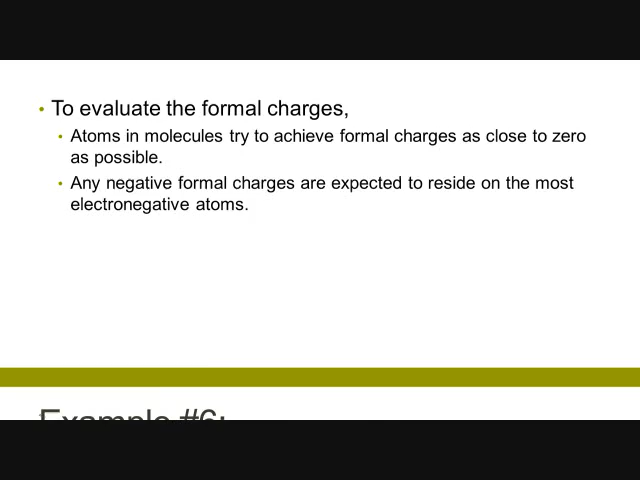 • To evaluate the formal charges,
• Atoms in molecules try to achieve formal charges as close to zero
as possible.
• Any negative formal charges are expected to reside on the most
electronegative atoms.
Example #6: